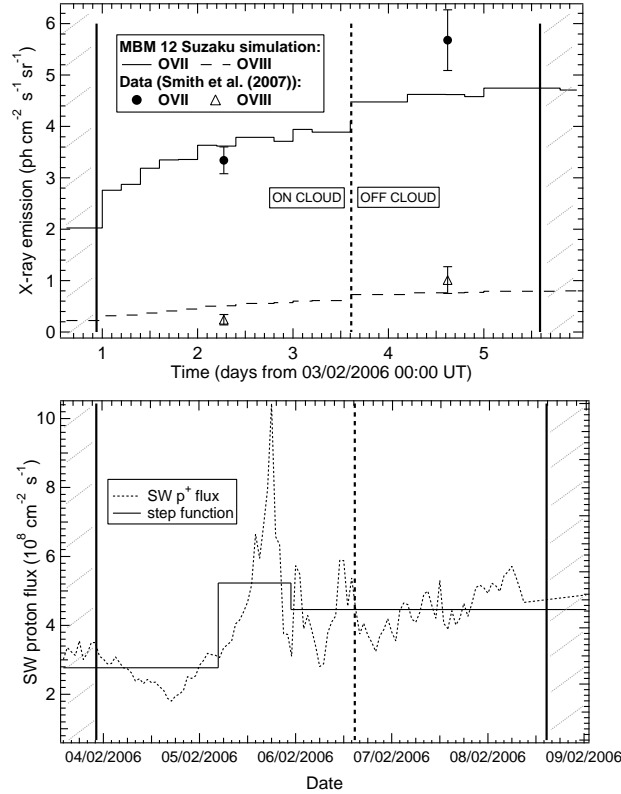 6
5
4
3
2
1
0
X-ray emission (ph cm⁻² s⁻¹ sr⁻¹)
MBM 12 Suzaku simulation:
OVII OVIII
Data (Smith et al. (2007)):
OVII OVIII
ON CLOUD OFF CLOUD
1 2 3 4 5
Time (days from 03/02/2006 00:00 UT)
10
8
6
4
2
SW proton flux (10⁸ cm⁻² s⁻¹)
SW p⁺ flux
step function
04/02/2006 05/02/2006 06/02/2006 07/02/2006 08/02/2006 09/02/2006
Date